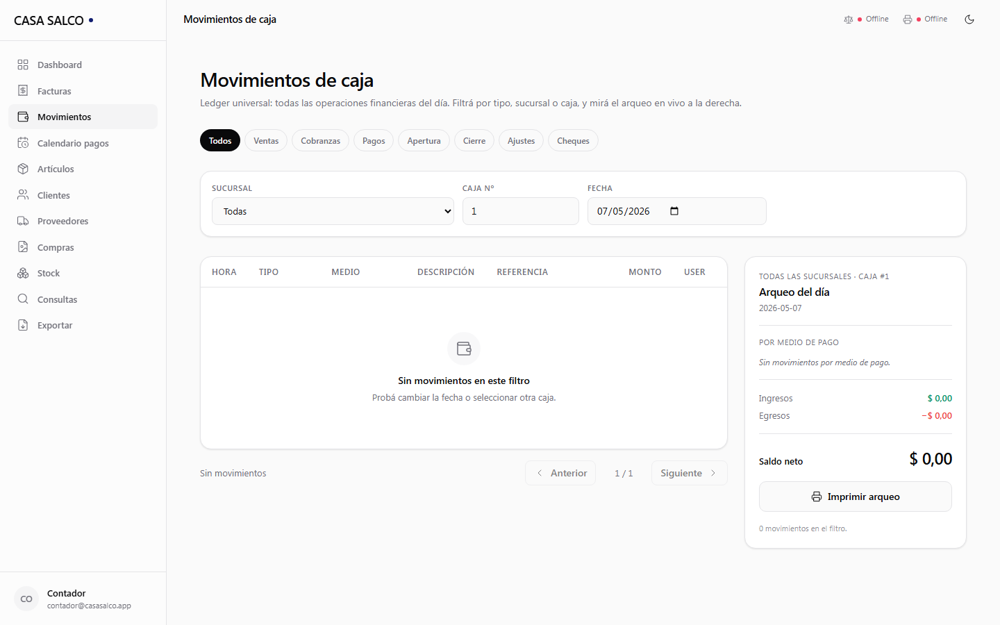 CASA SALCO
Dashboard
Facturas
Movimientos
Calendario pagos
Artículos
Clientes
Proveedores
Compras
Stock
Consultas
Exportar
CO
Contador
contador@casasalco.app
Movimientos de caja
Offline
Offline
Movimientos de caja
Ledger universal: todas las operaciones financieras del día. Filtrá por tipo, sucursal o caja, y mirá el arqueo en vivo a la derecha.
Todos
Ventas
Cobranzas
Pagos
Apertura
Cierre
Ajustes
Cheques
SUCURSAL
CAJA Nº
FECHA
Todas
1
07/05/2026
HORA
TIPO
MEDIO
DESCRIPCIÓN
REFERENCIA
MONTO
USER
Sin movimientos en este filtro
Probá cambiar la fecha o seleccionar otra caja.
Sin movimientos
Anterior
1 / 1
Siguiente
TODAS LAS SUCURSALES · CAJA #1
Arqueo del día
2026-05-07
POR MEDIO DE PAGO
Sin movimientos por medio de pago.
Ingresos $ 0,00
Egresos −$ 0,00
Saldo neto $ 0,00
Imprimir arqueo
0 movimientos en el filtro.